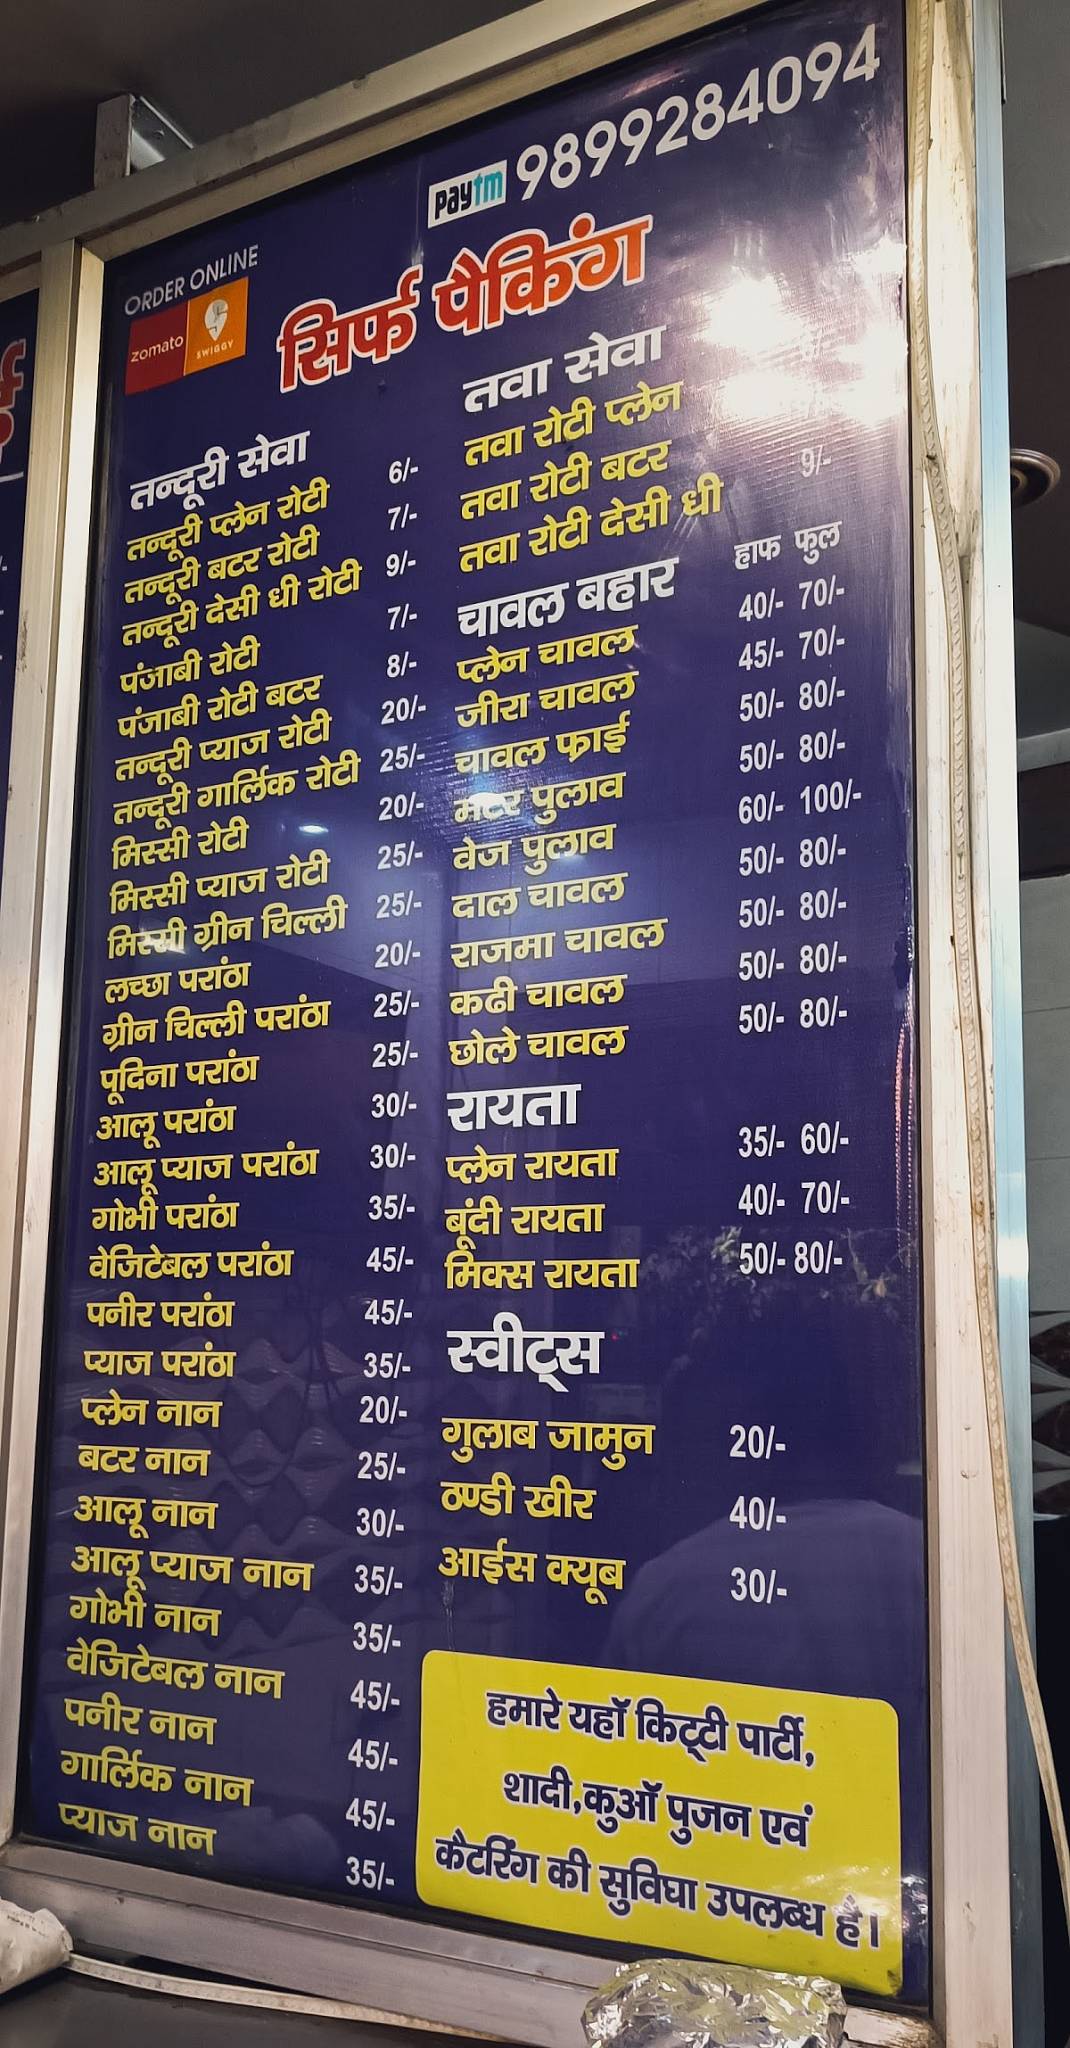 paytm 9899284094
ORDER ONLINE
zomato SWIGGY
सिर्फ पैकिंग
तन्दूरी सेवा
तन्दूरी प्लेन रोटी 6/-
तन्दूरी बटर रोटी 7/-
तन्दूरी देसी धी रोटी 9/-
पंजाबी रोटी 7/-
पंजाबी रोटी बटर 8/-
तन्दूरी प्याज रोटी 20/-
तन्दूरी गार्लिक रोटी 25/-
मिस्सी रोटी 20/-
मिस्सी प्याज रोटी 25/-
मिस्सी ग्रीन चिल्ली 25/-
लच्छा परांठा 20/-
ग्रीन चिल्ली परांठा 25/-
पूदिना परांठा 25/-
आलू परांठा 30/-
आलू प्याज परांठा 30/-
गोभी परांठा 35/-
वेजिटेबल परांठा 45/-
पनीर परांठा 45/-
प्याज परांठा 35/-
प्लेन नान 20/-
बटर नान 25/-
आलू नान 30/-
आलू प्याज नान 35/-
गोभी नान 35/-
वेजिटेबल नान 45/-
पनीर नान 45/-
गार्लिक नान 45/-
प्याज नान 35/-
तवा सेवा
तवा रोटी प्लेन
तवा रोटी बटर
तवा रोटी देसी धी 9/-
चावल बहार हाफ फुल
प्लेन चावल 40/- 70/-
जीरा चावल 45/- 70/-
चावल फ्राई 50/- 80/-
मटर पुलाव 50/- 80/-
वेज पुलाव 60/- 100/-
दाल चावल 50/- 80/-
राजमा चावल 50/- 80/-
कढी चावल 50/- 80/-
छोले चावल 50/- 80/-
रायता
प्लेन रायता 35/- 60/-
बूंदी रायता 40/- 70/-
मिक्स रायता 50/- 80/-
स्वीट्स
गुलाब जामुन 20/-
ठण्डी खीर 40/-
आईस क्यूब 30/-
हमारे यहॉ किट्टी पार्टी,
शादी,कुऑ पुजन एवं
कैटरिंग की सुविघा उपलब्ध है।